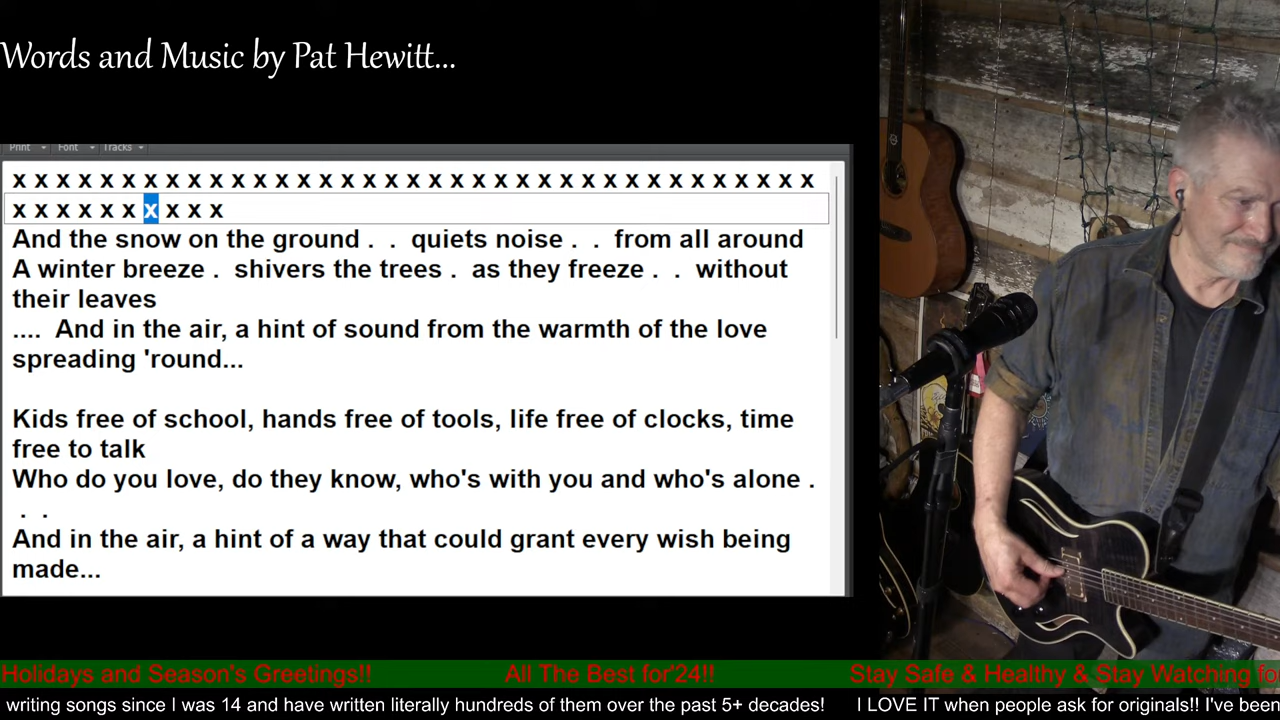 Words and Music by Pat Hewitt...
Print Font Tracks
x x x x x x x x x x x x x x x x x x x x x x x x x x x x x x x x x x x x x
x x x x x x x x x x
And the snow on the ground . . quiets noise . . from all around
A winter breeze . shivers the trees . as they freeze . . without
their leaves
.... And in the air, a hint of sound from the warmth of the love
spreading 'round...
Kids free of school, hands free of tools, life free of clocks, time
free to talk
Who do you love, do they know, who's with you and who's alone .
. .
And in the air, a hint of a way that could grant every wish being
made...
Holidays and Season's Greetings!! All The Best for'24!! Stay Safe & Healthy & Stay Watching fo
writing songs since I was 14 and have written literally hundreds of them over the past 5+ decades! I LOVE IT when people ask for originals!! I've been